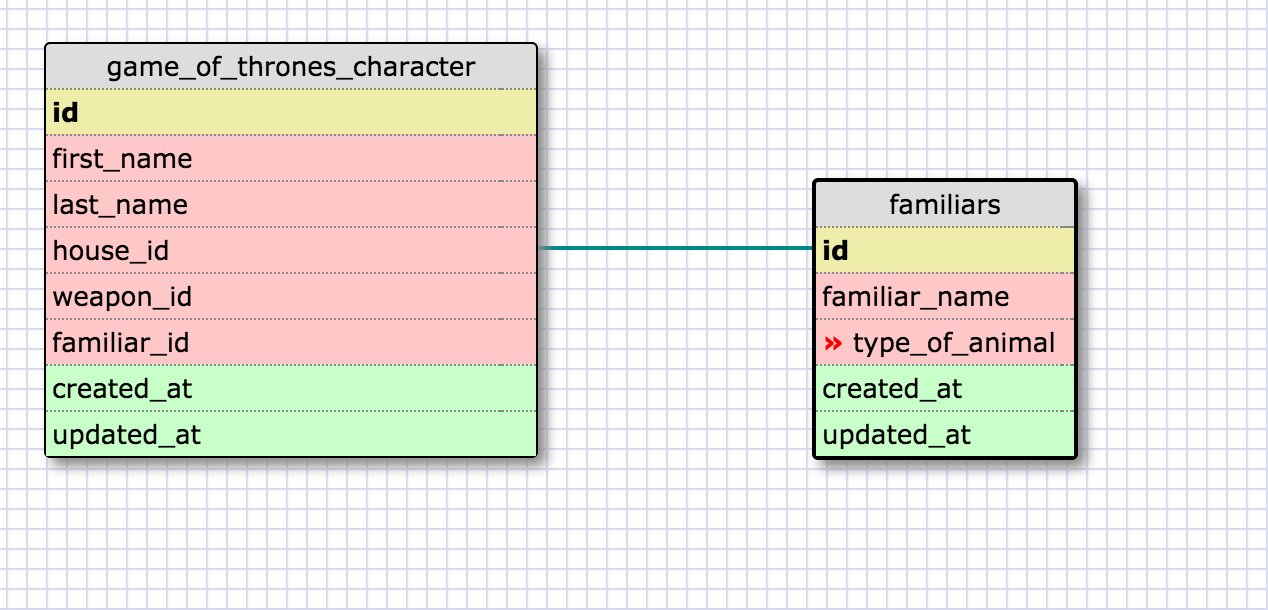 game_of_thrones_character
id
first_name
last_name
house_id
weapon_id
familiar_id
created_at
updated_at
familiars
id
familiar_name
» type_of_animal
created_at
updated_at